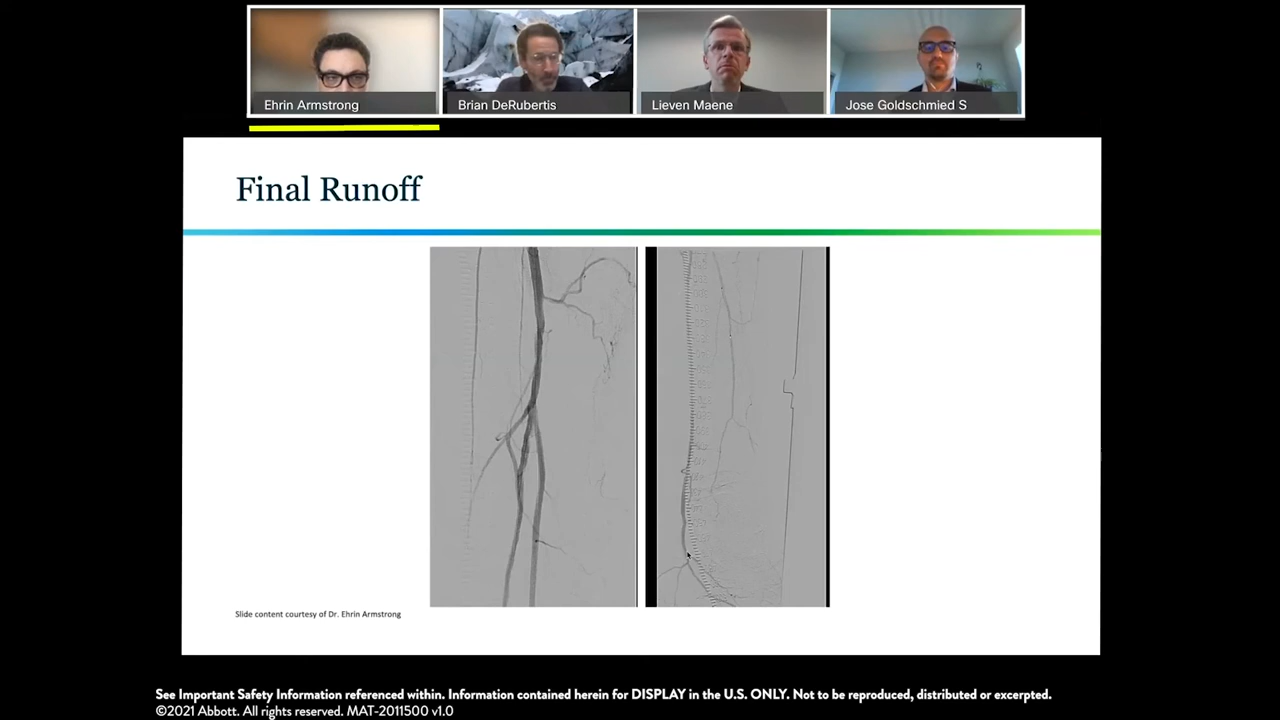 Ehrin Armstrong
Brian DeRubertis
Lieven Maene
Jose Goldschmied S
Final Runoff
Slide content courtesy of Dr. Ehrin Armstrong
See Important Safety Information referenced within. Information contained herein for DISPLAY in the U.S. ONLY. Not to be reproduced, distributed or excerpted.
©2021 Abbott. All rights reserved. MAT-2011500 v1.0